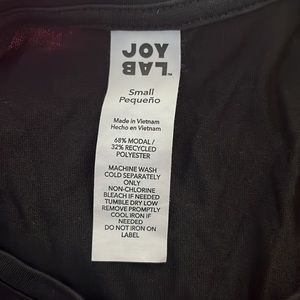 JOY
LAB™
Small
Pequeño
Made in Vietnam
Hecho en Vietnam
68% MODAL /
32% RECYCLED
POLYESTER
MACHINE WASH
COLD SEPARATELY
ONLY
NON-CHLORINE
BLEACH IF NEEDED
TUMBLE DRY LOW
REMOVE PROMPTLY
COOL IRON IF
NEEDED
DO NOT IRON ON
LABEL